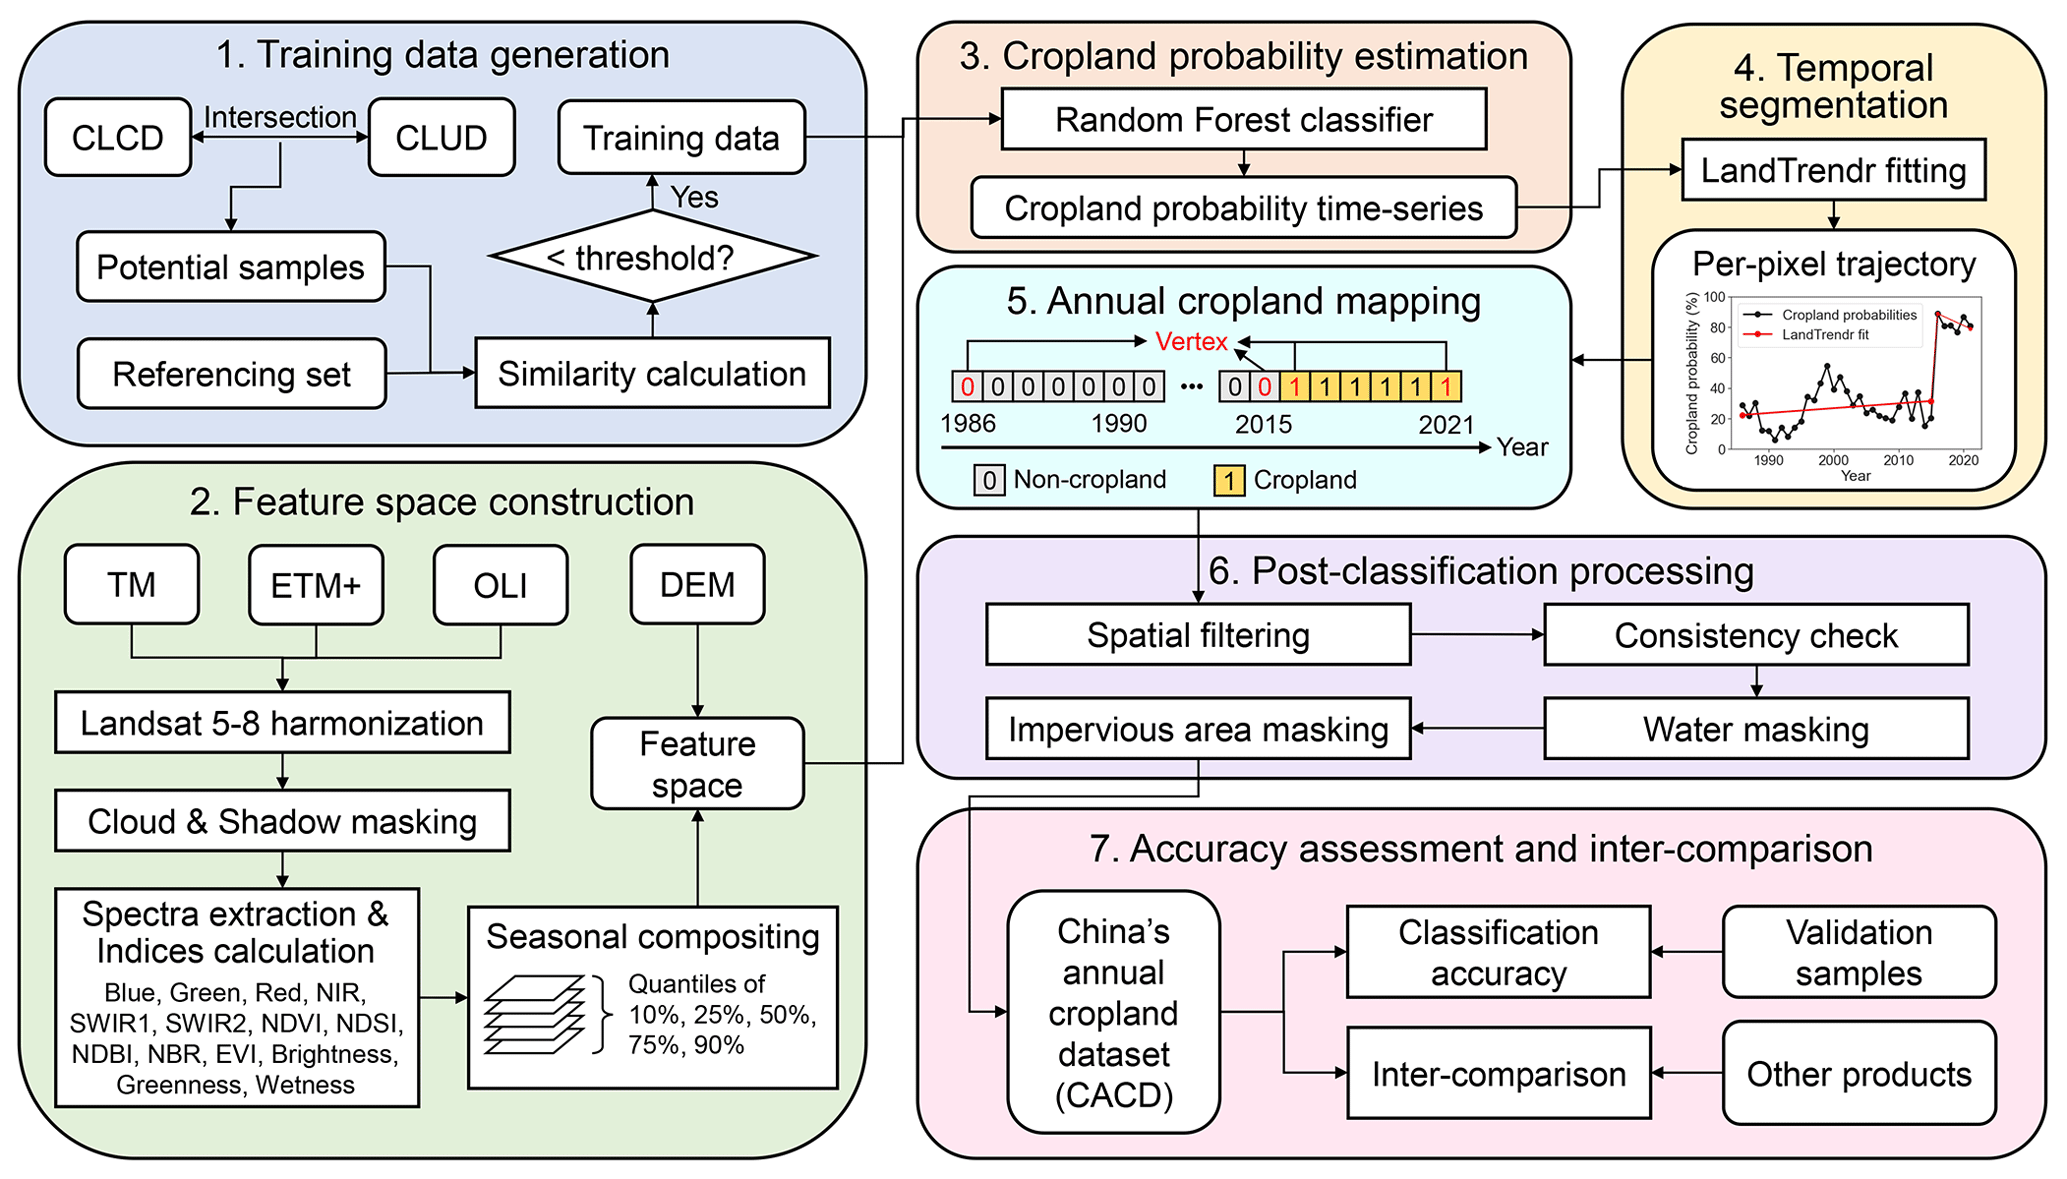 1. Training data generation
CLCD
Intersection
CLUD
Training data
Yes
Potential samples
< threshold?
Referencing set
Similarity calculation
2. Feature space construction
TM
ETM+
OLI
DEM
Landsat 5-8 harmonization
Feature
space
Cloud & Shadow masking
Spectra extraction &
Indices calculation
Blue, Green, Red, NIR,
SWIR1, SWIR2, NDVI, NDSI,
NDBI, NBR, EVI, Brightness,
Greenness, Wetness
Seasonal compositing
Quantiles of
10%, 25%, 50%,
75%, 90%
3. Cropland probability estimation
Random Forest classifier
Cropland probability time-series
4. Temporal
segmentation
LandTrendr fitting
Per-pixel trajectory
Cropland probability (%)
100
80
60
40
20
0
Cropland probabilities
LandTrendr fit
1990 2000 2010 2020
Year
5. Annual cropland mapping
Vertex
0 0 0 0 0 0 0 ... 0 0 1 1 1 1 1 1
1986 1990 2015 2021
Year
0 Non-cropland 1 Cropland
6. Post-classification processing
Spatial filtering
Consistency check
Impervious area masking
Water masking
7. Accuracy assessment and inter-comparison
China's
annual
cropland
dataset
(CACD)
Classification
accuracy
Validation
samples
Inter-comparison
Other products